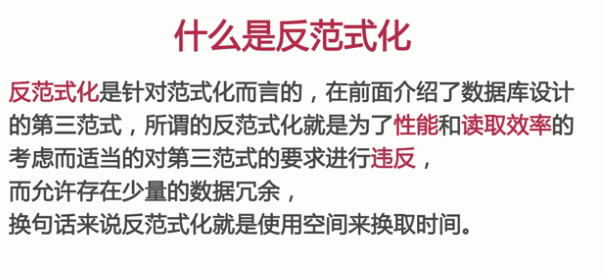 什么是反范式化
反范式化是针对范式化而言的，在前面介绍了数据库设计
的第三范式，所谓的反范式化就是为了性能和读取效率的
考虑而适当的对第三范式的要求进行违反，
而允许存在少量的数据冗余，
换句话来说反范式化就是使用空间来换取时间。